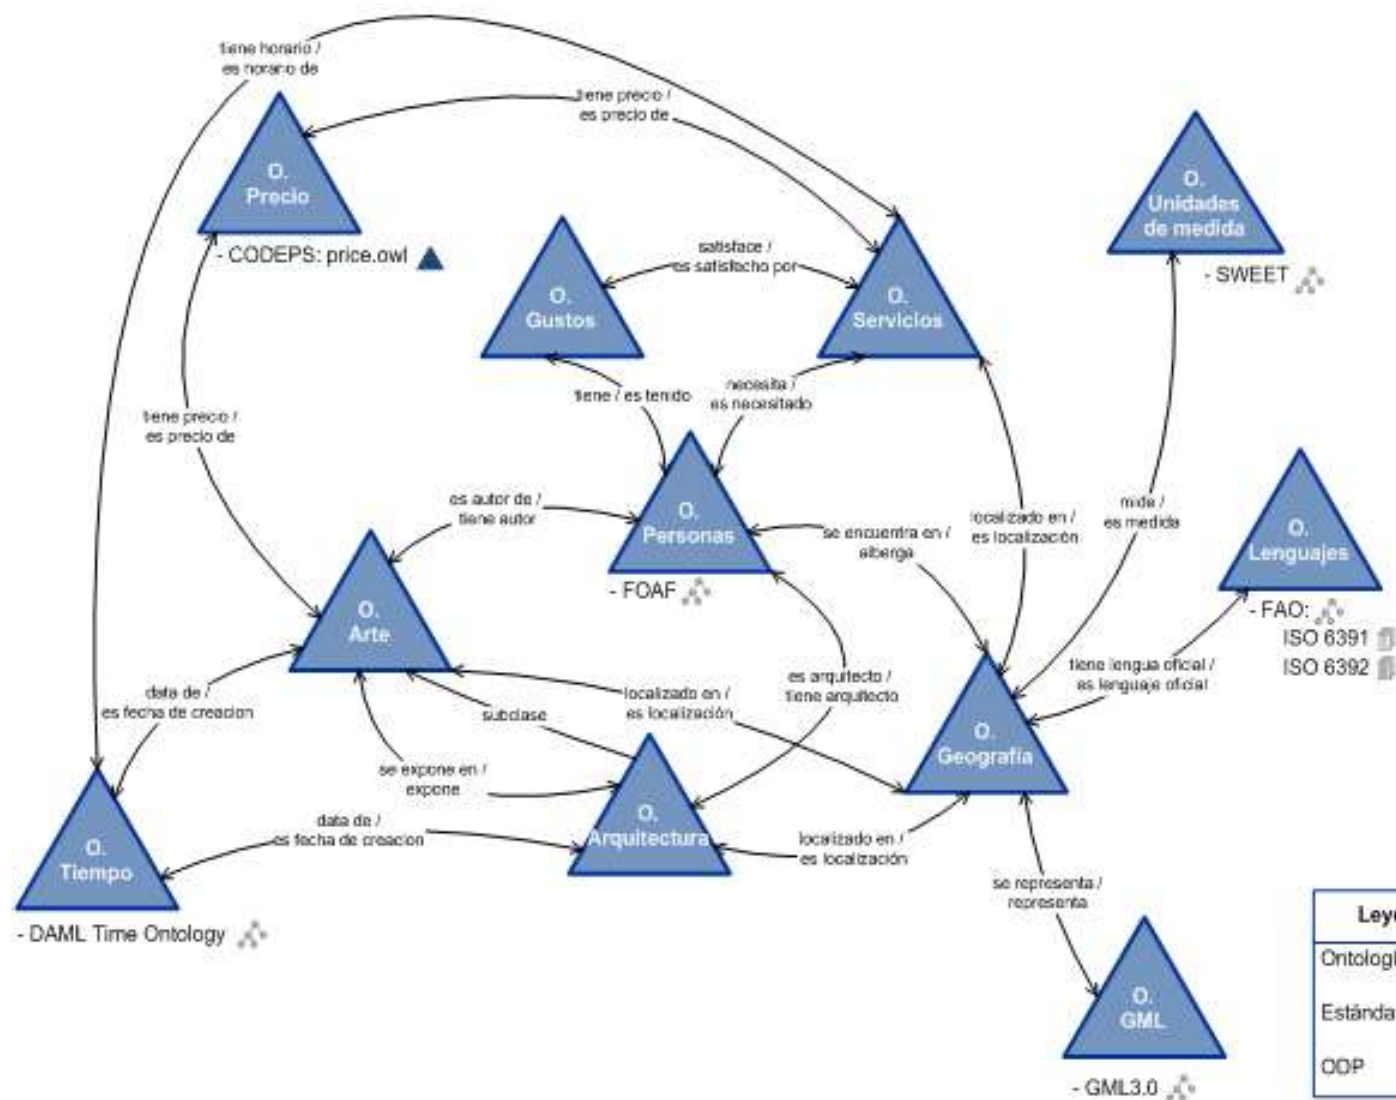 tiene horario /
es horario de
tiene precio /
es precio de
O.
Precio
- CODEPS: price.owl
O.
Unidades
de medida
- SWEET
satisface /
es satisfecho por
O.
Gustos
O.
Servicios
tiene / es tenido
necesita /
es necesitado
tiene precio /
es precio de
es autor de /
tiene autor
O.
Personas
- FOAF
se encuentra en /
alberga
localizado en /
es localización
mide /
es medida
O.
Lenguajes
- FAO:
ISO 6391
ISO 6392
O.
Arte
data de /
es fecha de creacion
subclase
localizado en /
es localización
es arquitecto /
tiene arquitecto
tiene lengua oficial /
es lenguaje oficial
O.
Geografía
se expone en /
expone
O.
Arquitectura
data de /
es fecha de creacion
localizado en /
es localización
O.
Tiempo
- DAML Time Ontology
se representa /
representa
O.
GML
- GML3.0
Leye
Ontologí
Estánda
ODP